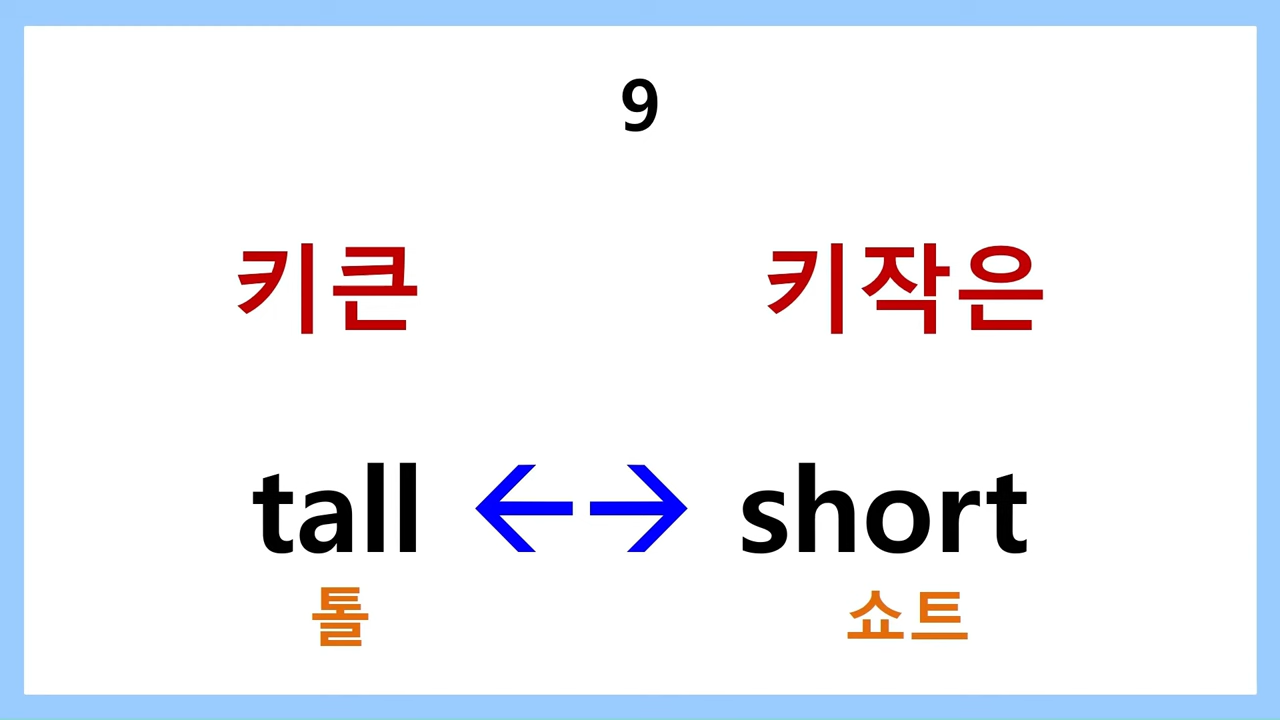 9
키큰 키작은
tall ←→ short
톨 쇼트